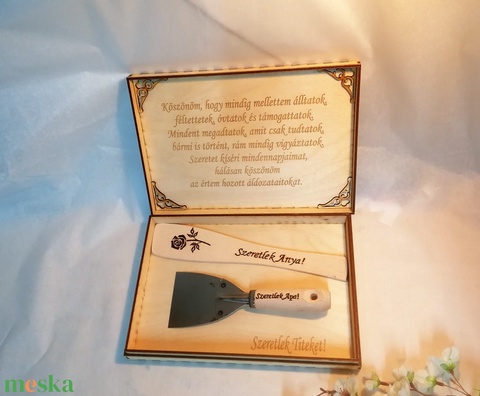 Köszönöm, hogy mindig mellettem álltatok,
féltettetek, óvtatok és támogattatok,
Mindent megadtatok, amit csak tudtatok,
bármi is történt, rám mindig vigyáztatok,
Szeretet kíséri mindennapjaimat,
hálásan köszönöm
az értem hozott áldozataitokat.
Szeretlek Anya!
Szeretlek Apa!
Szeretlek Titeket!
meska